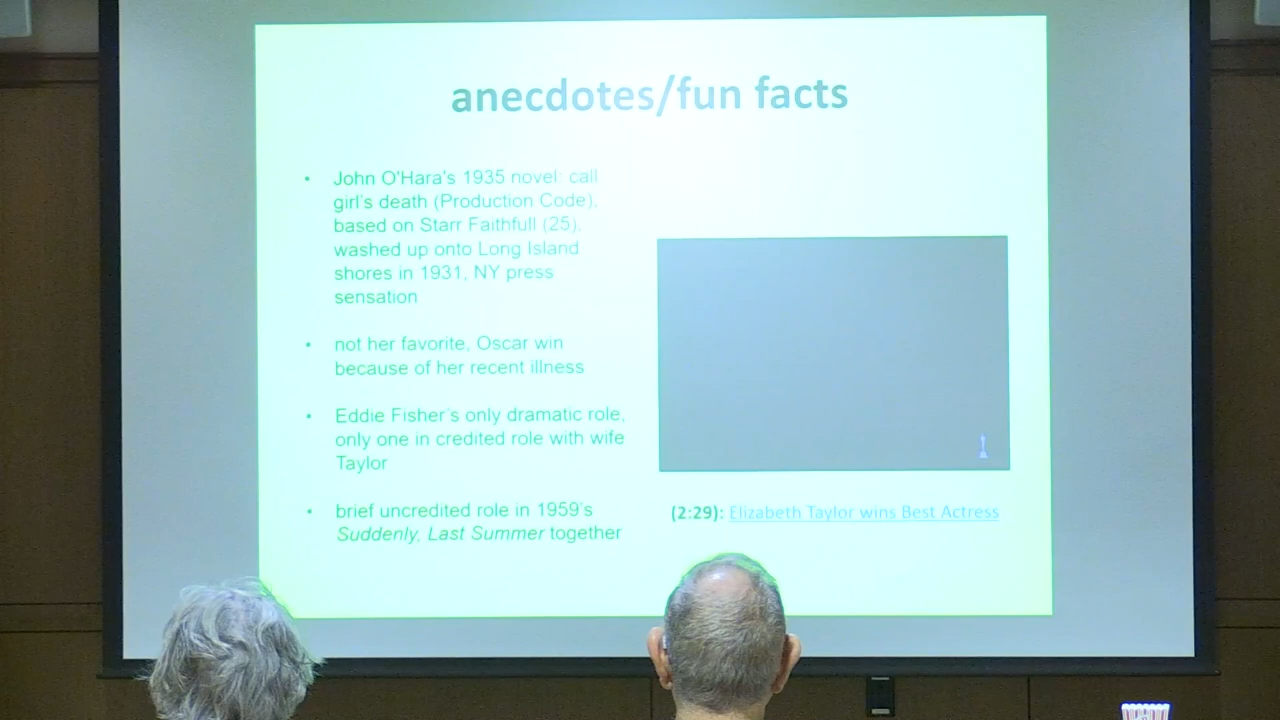 anecdotes/fun facts
• John O'Hara's 1935 novel: call
girl's death (Production Code),
based on Starr Faithfull (25),
washed up onto Long Island
shores in 1931, NY press
sensation
• not her favorite, Oscar win
because of her recent illness
• Eddie Fisher's only dramatic role,
only one in credited role with wife
Taylor
• brief uncredited role in 1959's
Suddenly, Last Summer together
(2:29): Elizabeth Taylor wins Best Actress